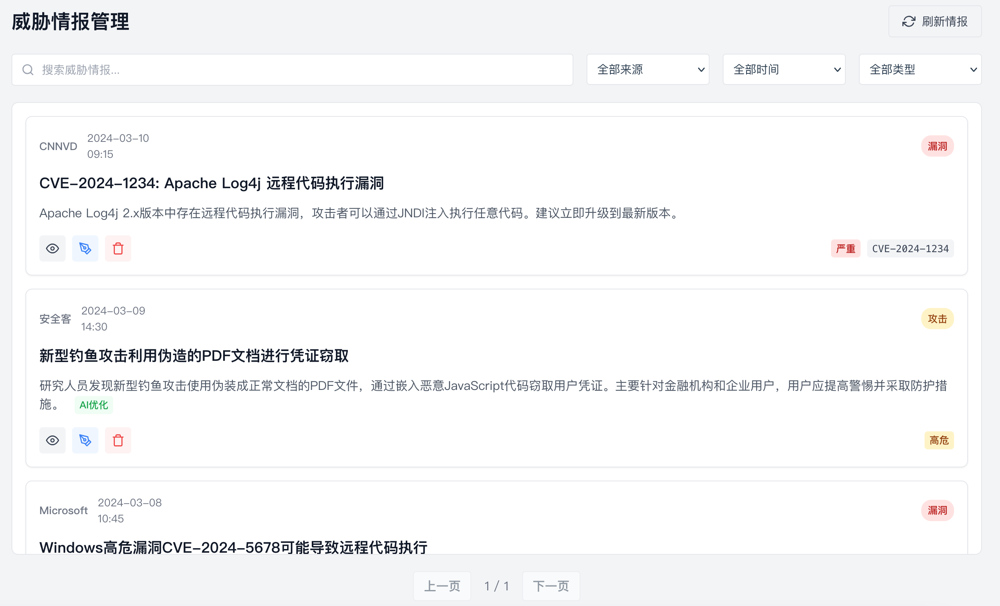 威胁情报管理
刷新情报
搜索威胁情报...
全部来源
全部时间
全部类型
CNNVD
2024-03-10
09:15
漏洞
CVE-2024-1234: Apache Log4j 远程代码执行漏洞
Apache Log4j 2.x版本中存在远程代码执行漏洞，攻击者可以通过JNDI注入执行任意代码。建议立即升级到最新版本。
严重
CVE-2024-1234
安全客
2024-03-09
14:30
攻击
新型钓鱼攻击利用伪造的PDF文档进行凭证窃取
研究人员发现新型钓鱼攻击使用伪装成正常文档的PDF文件，通过嵌入恶意JavaScript代码窃取用户凭证。主要针对金融机构和企业用户，用户应提高警惕并采取防护措
施。 AI优化
高危
Microsoft
2024-03-08
10:45
漏洞
Windows高危漏洞CVE-2024-5678可能导致远程代码执行
上一页
1 / 1
下一页